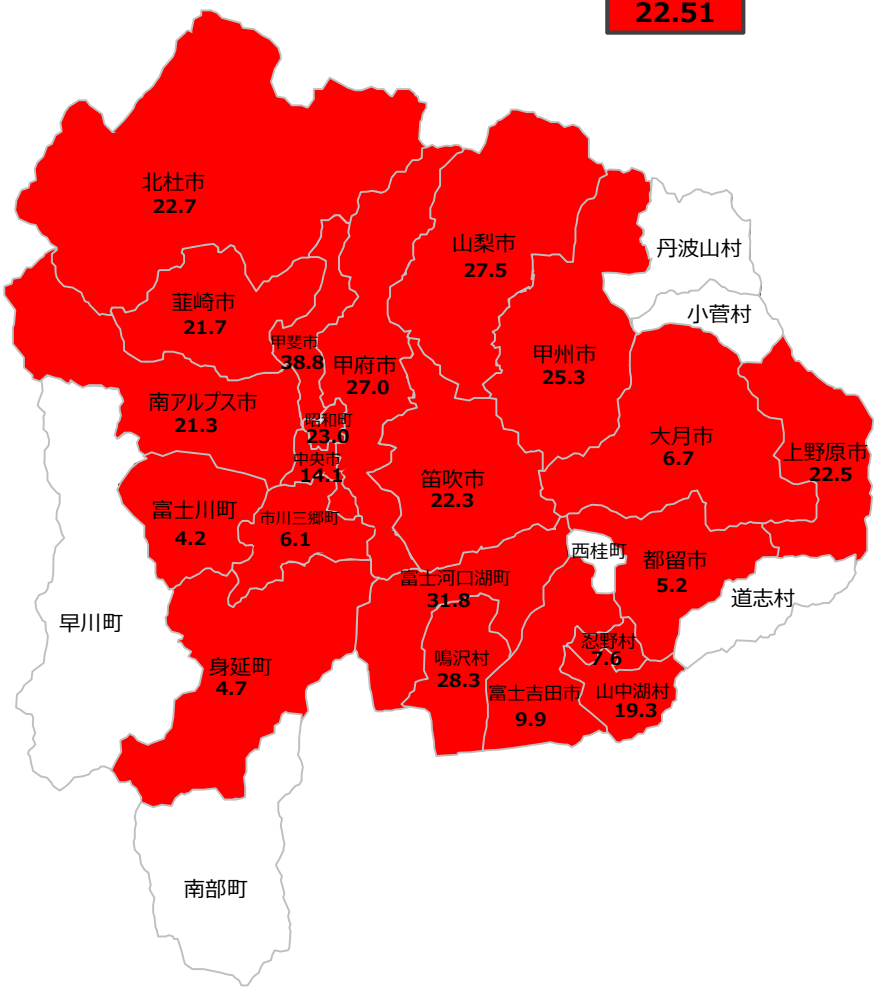 22.51
北杜市
22.7
山梨市
27.5
丹波山村
小菅村
韮崎市
21.7
甲斐市
38.8
甲府市
27.0
甲州市
25.3
南アルプス市
21.3
昭和町
23.0
中央市
14.1
大月市
6.7
上野原市
22.5
笛吹市
22.3
富士川町
4.2
市川三郷町
6.1
西桂町
都留市
5.2
富士河口湖町
31.8
道志村
早川町
忍野村
7.6
鳴沢村
28.3
身延町
4.7
富士吉田市
9.9
山中湖村
19.3
南部町